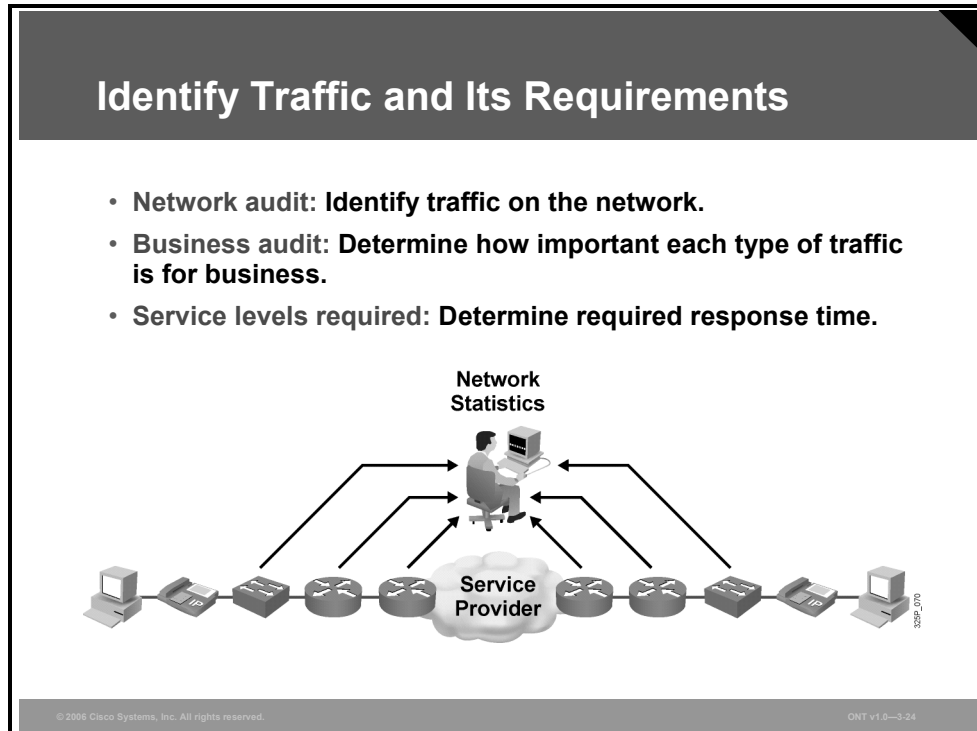 Identify Traffic and Its Requirements
• Network audit: Identify traffic on the network.
• Business audit: Determine how important each type of traffic
is for business.
• Service levels required: Determine required response time.
Network
Statistics
IP
Service
Provider
IP
325P_070
© 2006 Cisco Systems, Inc. All rights reserved.
ONT v1.0—3-24